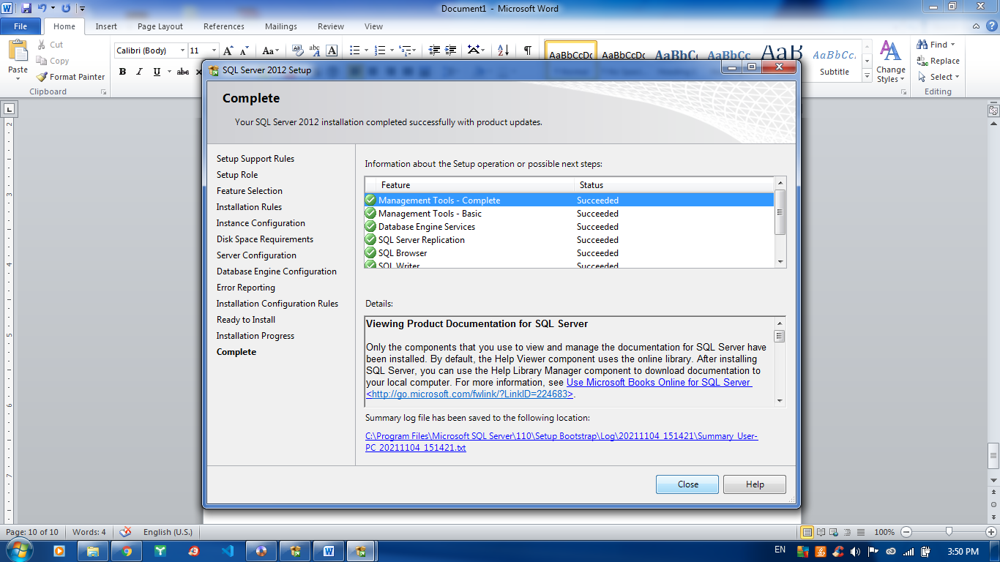 Document1 - Microsoft Word
File Home Insert Page Layout References Mailings Review View
Paste
Cut
Copy
Format Painter
Clipboard
Calibri (Body) 11
B I U abc
AaBbCcDc AaBbCcDc AaBbC AaBbCc AaB AaBbCc.
Subtitle
Change
Styles
Find
Replace
Select
Editing
SQL Server 2012 Setup
Complete
Your SQL Server 2012 installation completed successfully with product updates.
Setup Support Rules
Setup Role
Feature Selection
Installation Rules
Instance Configuration
Disk Space Requirements
Server Configuration
Database Engine Configuration
Error Reporting
Installation Configuration Rules
Ready to Install
Installation Progress
Complete
Information about the Setup operation or possible next steps:
Feature Status
Management Tools - Complete Succeeded
Management Tools - Basic Succeeded
Database Engine Services Succeeded
SQL Server Replication Succeeded
SQL Browser Succeeded
SQL Writer Succeeded
Details:
Viewing Product Documentation for SQL Server
Only the components that you use to view and manage the documentation for SQL Server have
been installed. By default, the Help Viewer component uses the online library. After installing
SQL Server, you can use the Help Library Manager component to download documentation to
your local computer. For more information, see Use Microsoft Books Online for SQL Server
<http://go.microsoft.com/fwlink/?LinkID=224683>.
Summary log file has been saved to the following location:
C:\Program Files\Microsoft SQL Server\110\Setup Bootstrap\Log\20211104_151421\Summary_User-
PC_20211104_151421.txt
Close Help
Page: 10 of 10 Words: 4 English (U.S.) 100%
EN 3:50 PM